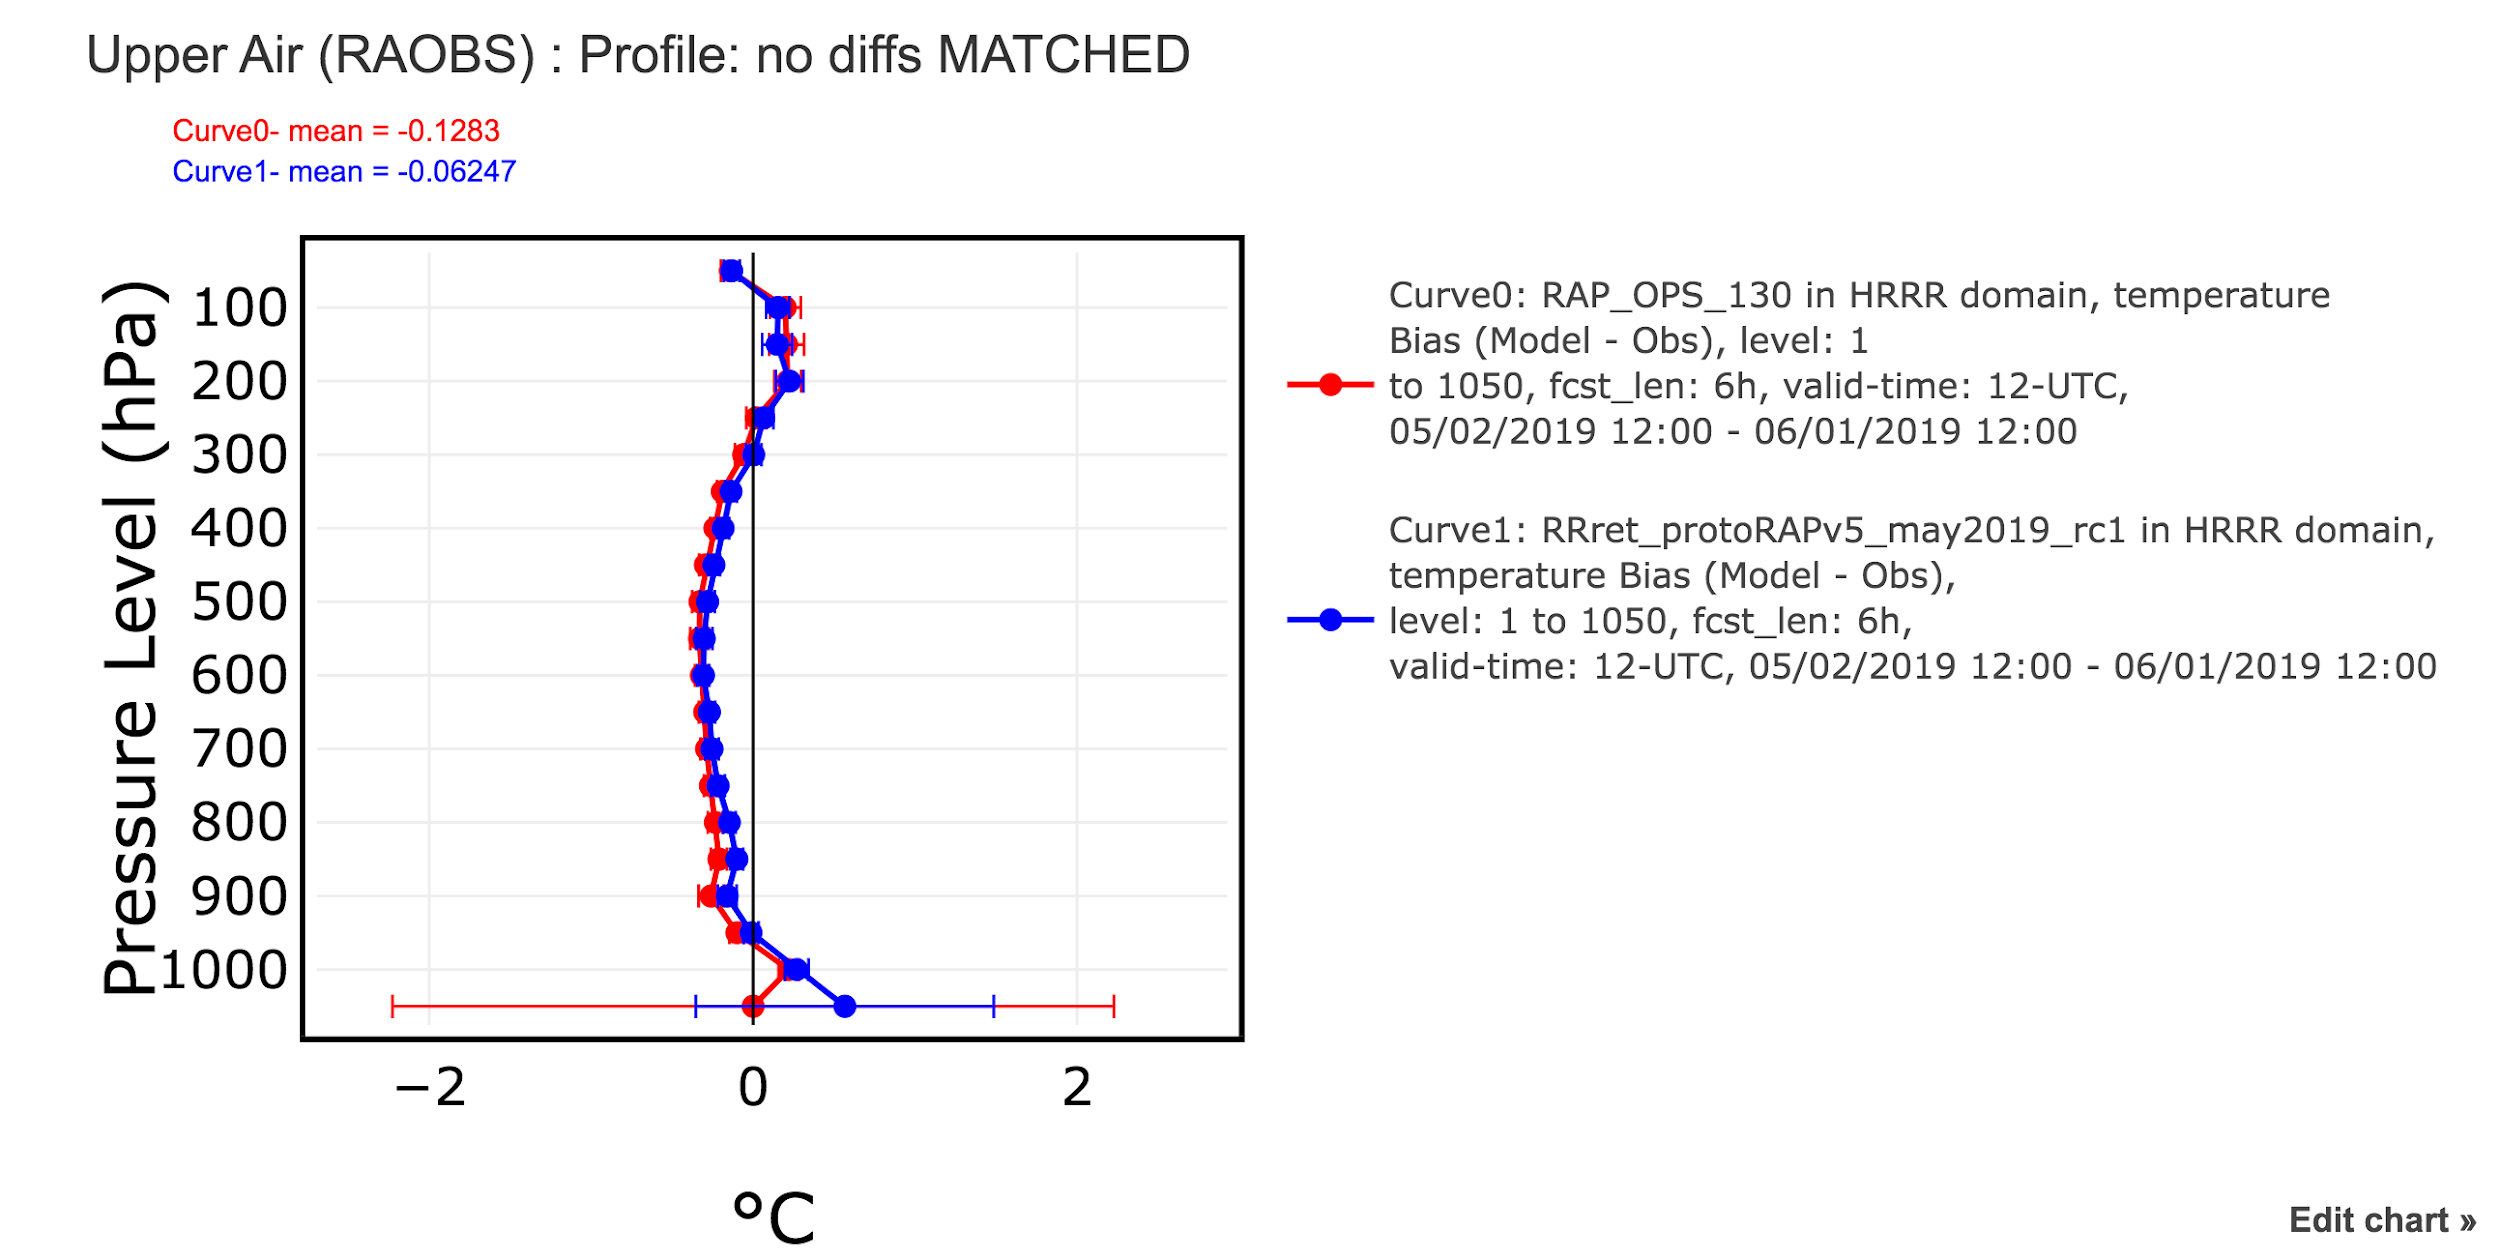 Upper Air (RAOBS) : Profile: no diffs MATCHED
Curve0- mean = -0.1283
Curve1- mean = -0.06247
Pressure Level (hPa)
100
200
300
400
500
600
700
800
900
1000
−2
0
2
°C
Curve0: RAP_OPS_130 in HRRR domain, temperature
Bias (Model - Obs), level: 1
to 1050, fcst_len: 6h, valid-time: 12-UTC,
05/02/2019 12:00 - 06/01/2019 12:00
Curve1: RRret_protoRAPv5_may2019_rc1 in HRRR domain,
temperature Bias (Model - Obs),
level: 1 to 1050, fcst_len: 6h,
valid-time: 12-UTC, 05/02/2019 12:00 - 06/01/2019 12:00
Edit chart »